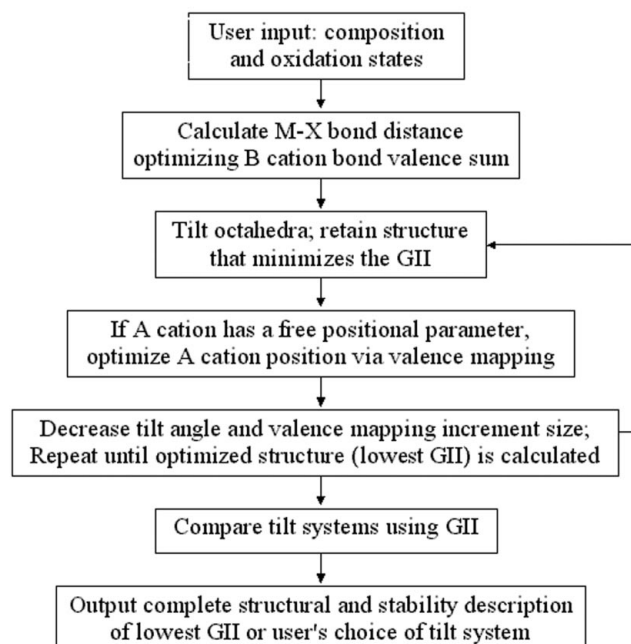 User input: composition
and oxidation states
Calculate M-X bond distance
optimizing B cation bond valence sum
Tilt octahedra; retain structure
that minimizes the GII
If A cation has a free positional parameter,
optimize A cation position via valence mapping
Decrease tilt angle and valence mapping increment size;
Repeat until optimized structure (lowest GII) is calculated
Compare tilt systems using GII
Output complete structural and stability description
of lowest GII or user's choice of tilt system